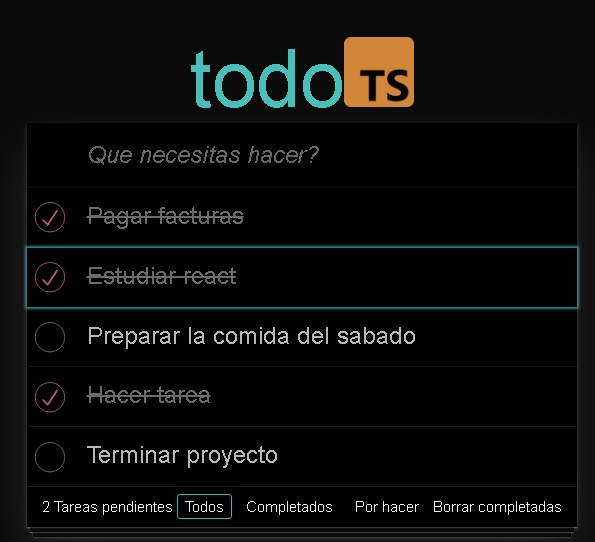 todo TS
Que necesitas hacer?
Pagar facturas
Estudiar react
Preparar la comida del sabado
Hacer tarea
Terminar proyecto
2 Tareas pendientes Todos Completados Por hacer Borrar completadas